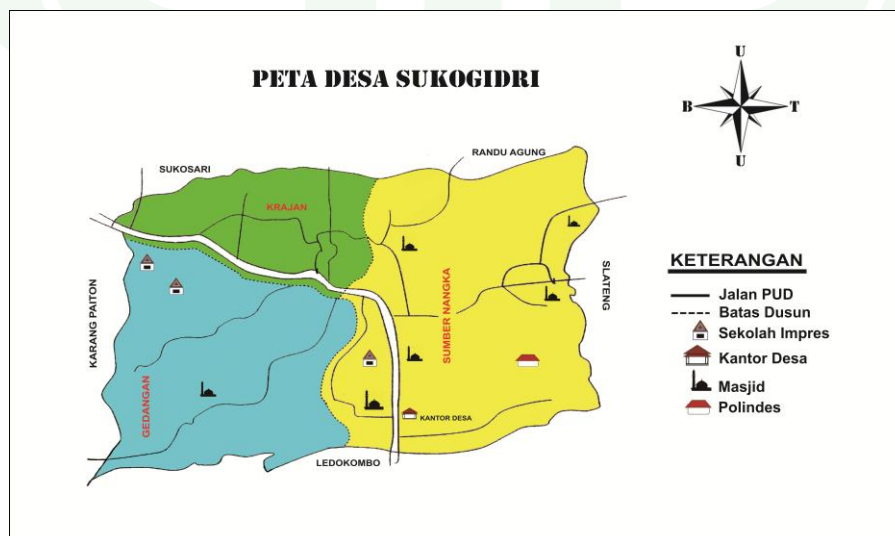 PETA DESA SUKOGIDRI
U
B
T
U
SUKOSARI
RANDU AGUNG
KRAJAN
KARANG PAITON
GEDANGAN
SUMBER NANGKA
SLATENG
KANTOR DESA
LEDOKOMBO
KETERANGAN
Jalan PUD
Batas Dusun
Sekolah Impres
Kantor Desa
Masjid
Polindes